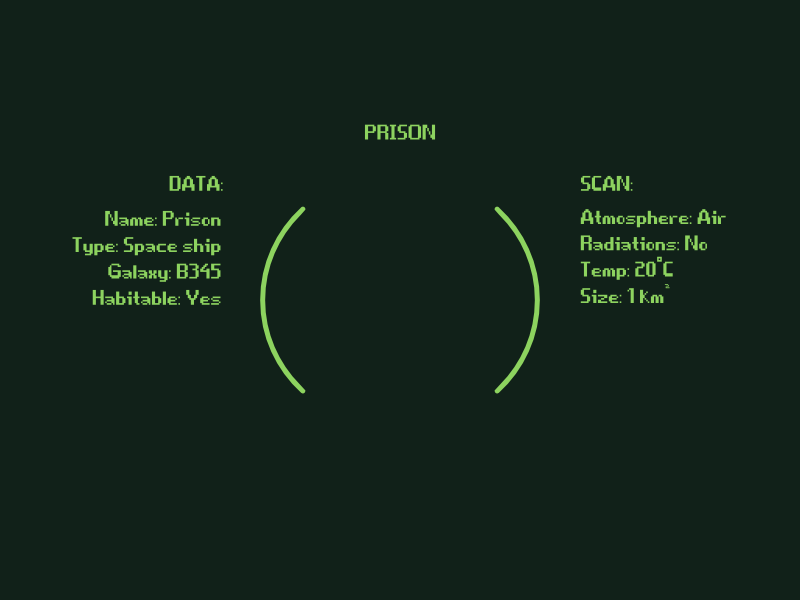 PRISON
DATA:
Name: Prison
Type: Space ship
Galaxy: B345
Habitable: Yes
SCAN:
Atmosphere: Air
Radiations: No
Temp: 20°C
Size: 1 Km²